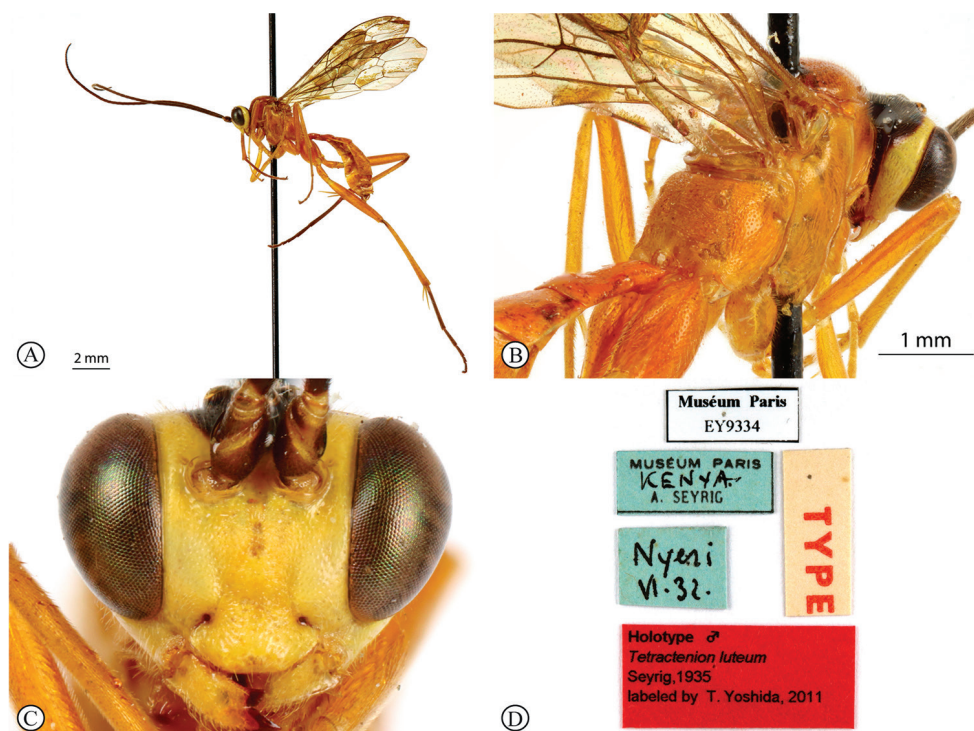 A
2 mm
B
1 mm
C
Muséum Paris
EY9334
MUSÉUM PARIS
KENYA
A. SEYRIG
Nyeri
VI.32.
TYPE
Holotype ♂
Tetractenion luteum
Seyrig,1935
labeled by T. Yoshida, 2011
D